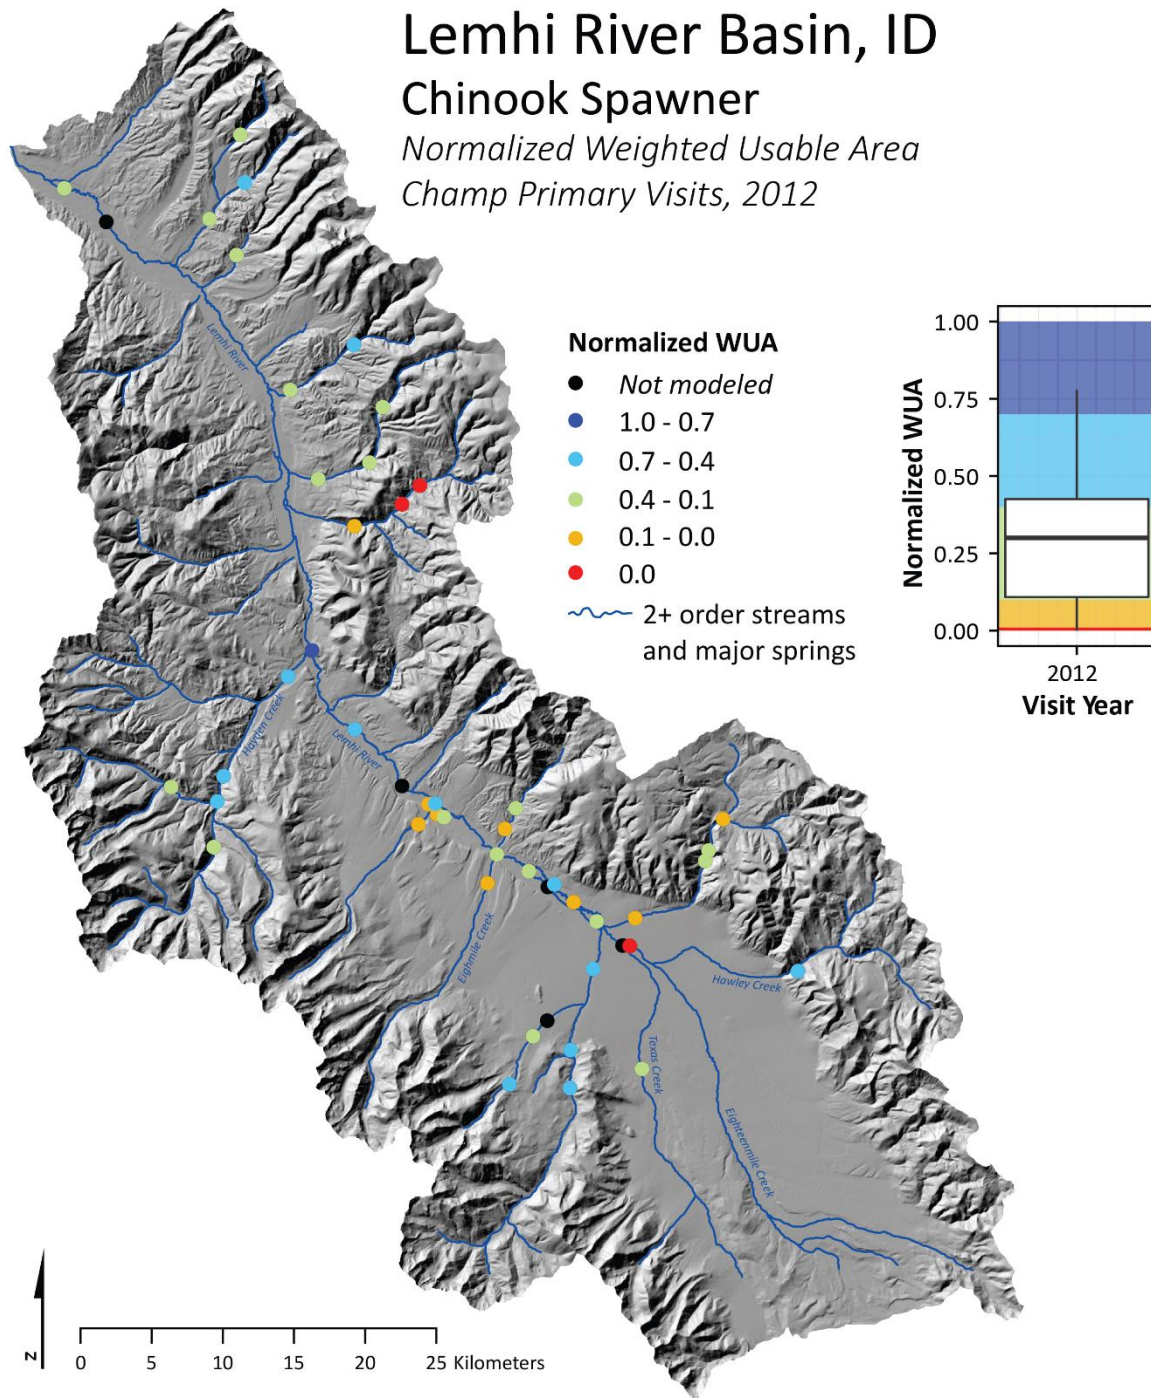 Lemhi River Basin, ID
Chinook Spawner
Normalized Weighted Usable Area
Champ Primary Visits, 2012
Lemhi River
Normalized WUA
Not modeled
1.0 - 0.7
0.7 - 0.4
0.4 - 0.1
0.1 - 0.0
0.0
2+ order streams
and major springs
Normalized WUA
1.00
0.75
0.50
0.25
0.00
2012
Visit Year
Hayden Creek
Lemhi River
Eighmile Creek
Hawley Creek
Texas Creek
Eighteenmile Creek
N
0 5 10 15 20 25 Kilometers